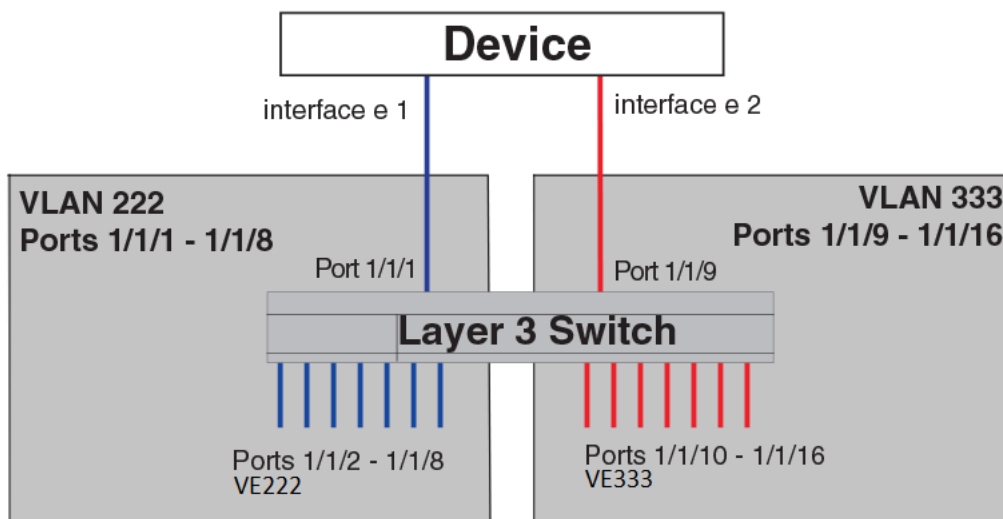 Device
interface e 1
interface e 2
VLAN 222
Ports 1/1/1 - 1/1/8
VLAN 333
Ports 1/1/9 - 1/1/16
Port 1/1/1
Port 1/1/9
Layer 3 Switch
Ports 1/1/2 - 1/1/8
VE222
Ports 1/1/10 - 1/1/16
VE333